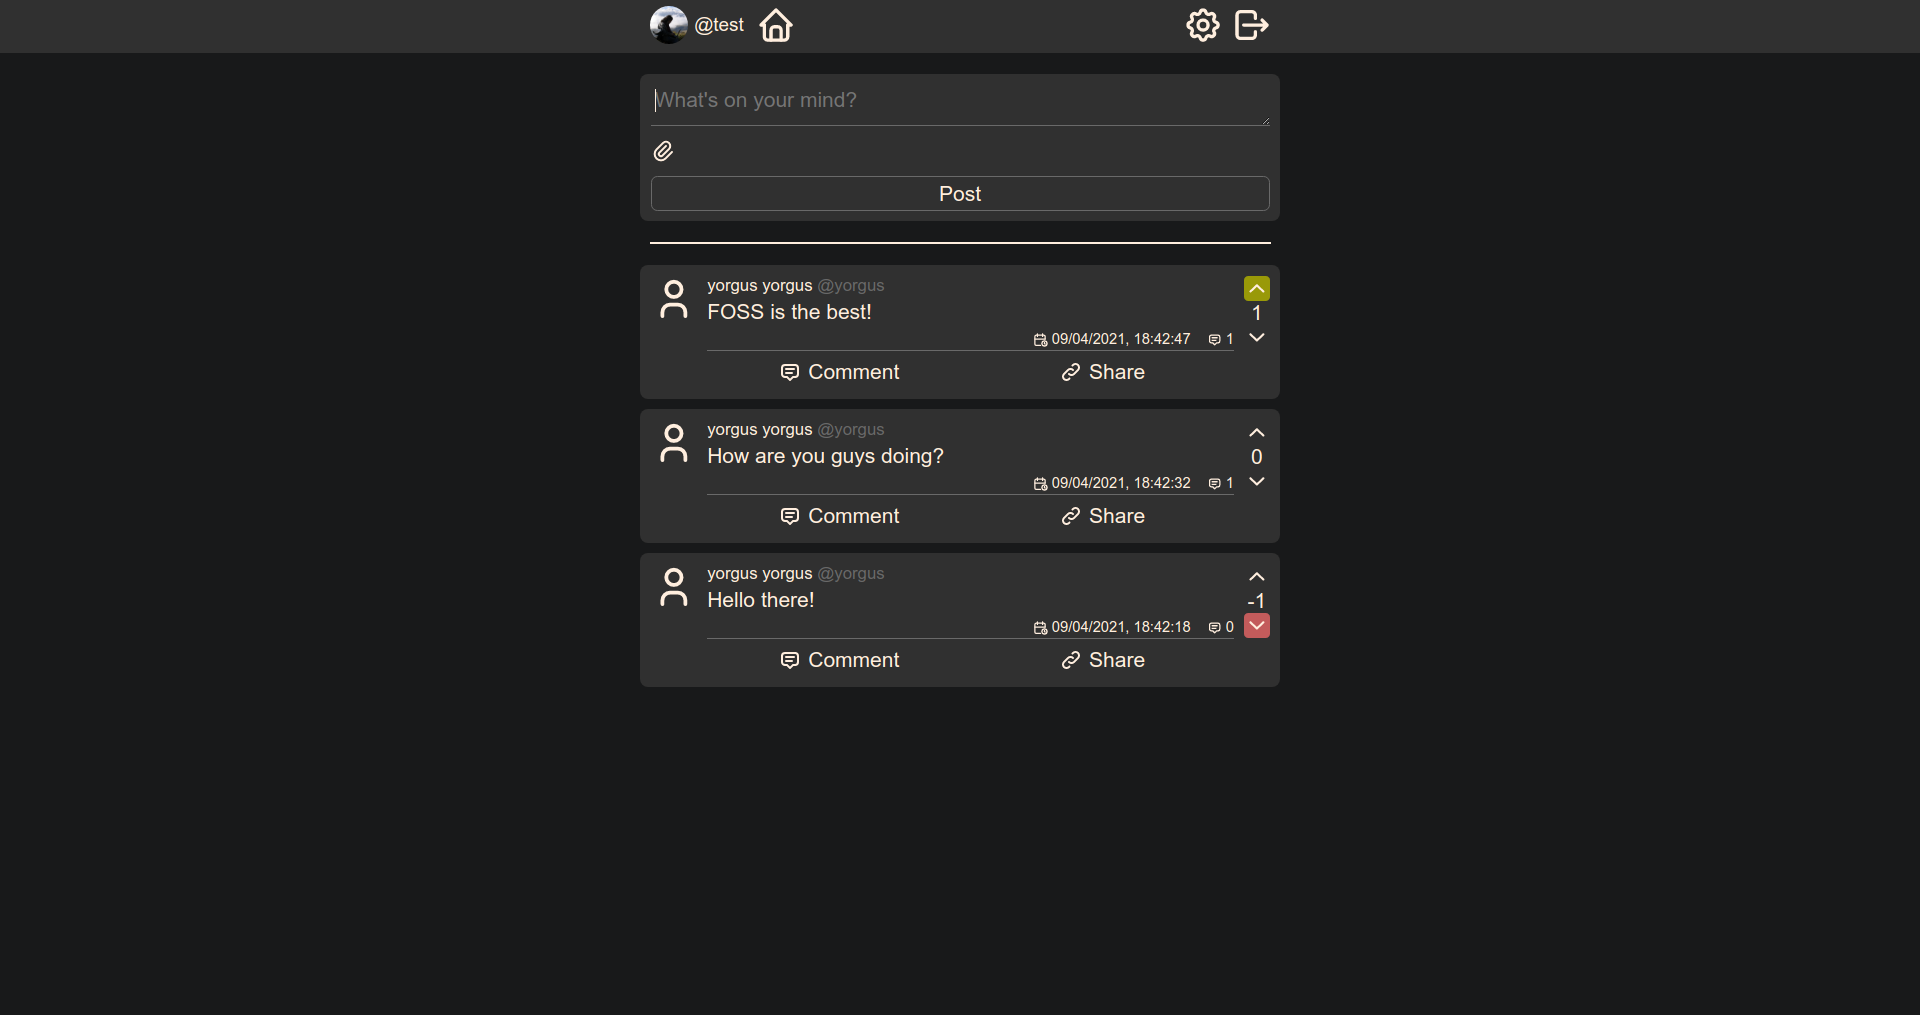 @test
What's on your mind?
Post
yorgus yorgus @yorgus
1
FOSS is the best!
09/04/2021, 18:42:47 1
Comment Share
yorgus yorgus @yorgus
0
How are you guys doing?
09/04/2021, 18:42:32 1
Comment Share
yorgus yorgus @yorgus
-1
Hello there!
09/04/2021, 18:42:18 0
Comment Share